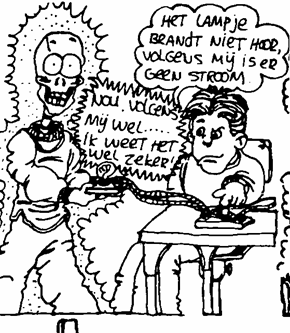 HET LAMPJE
BRANDT NIET HOOR,
VOLGENS MIJ IS ER
GEEN STROOM.
NOU, VOLGENS
MIJ WEL.....
IK WEET HET
WEL ZEKER!